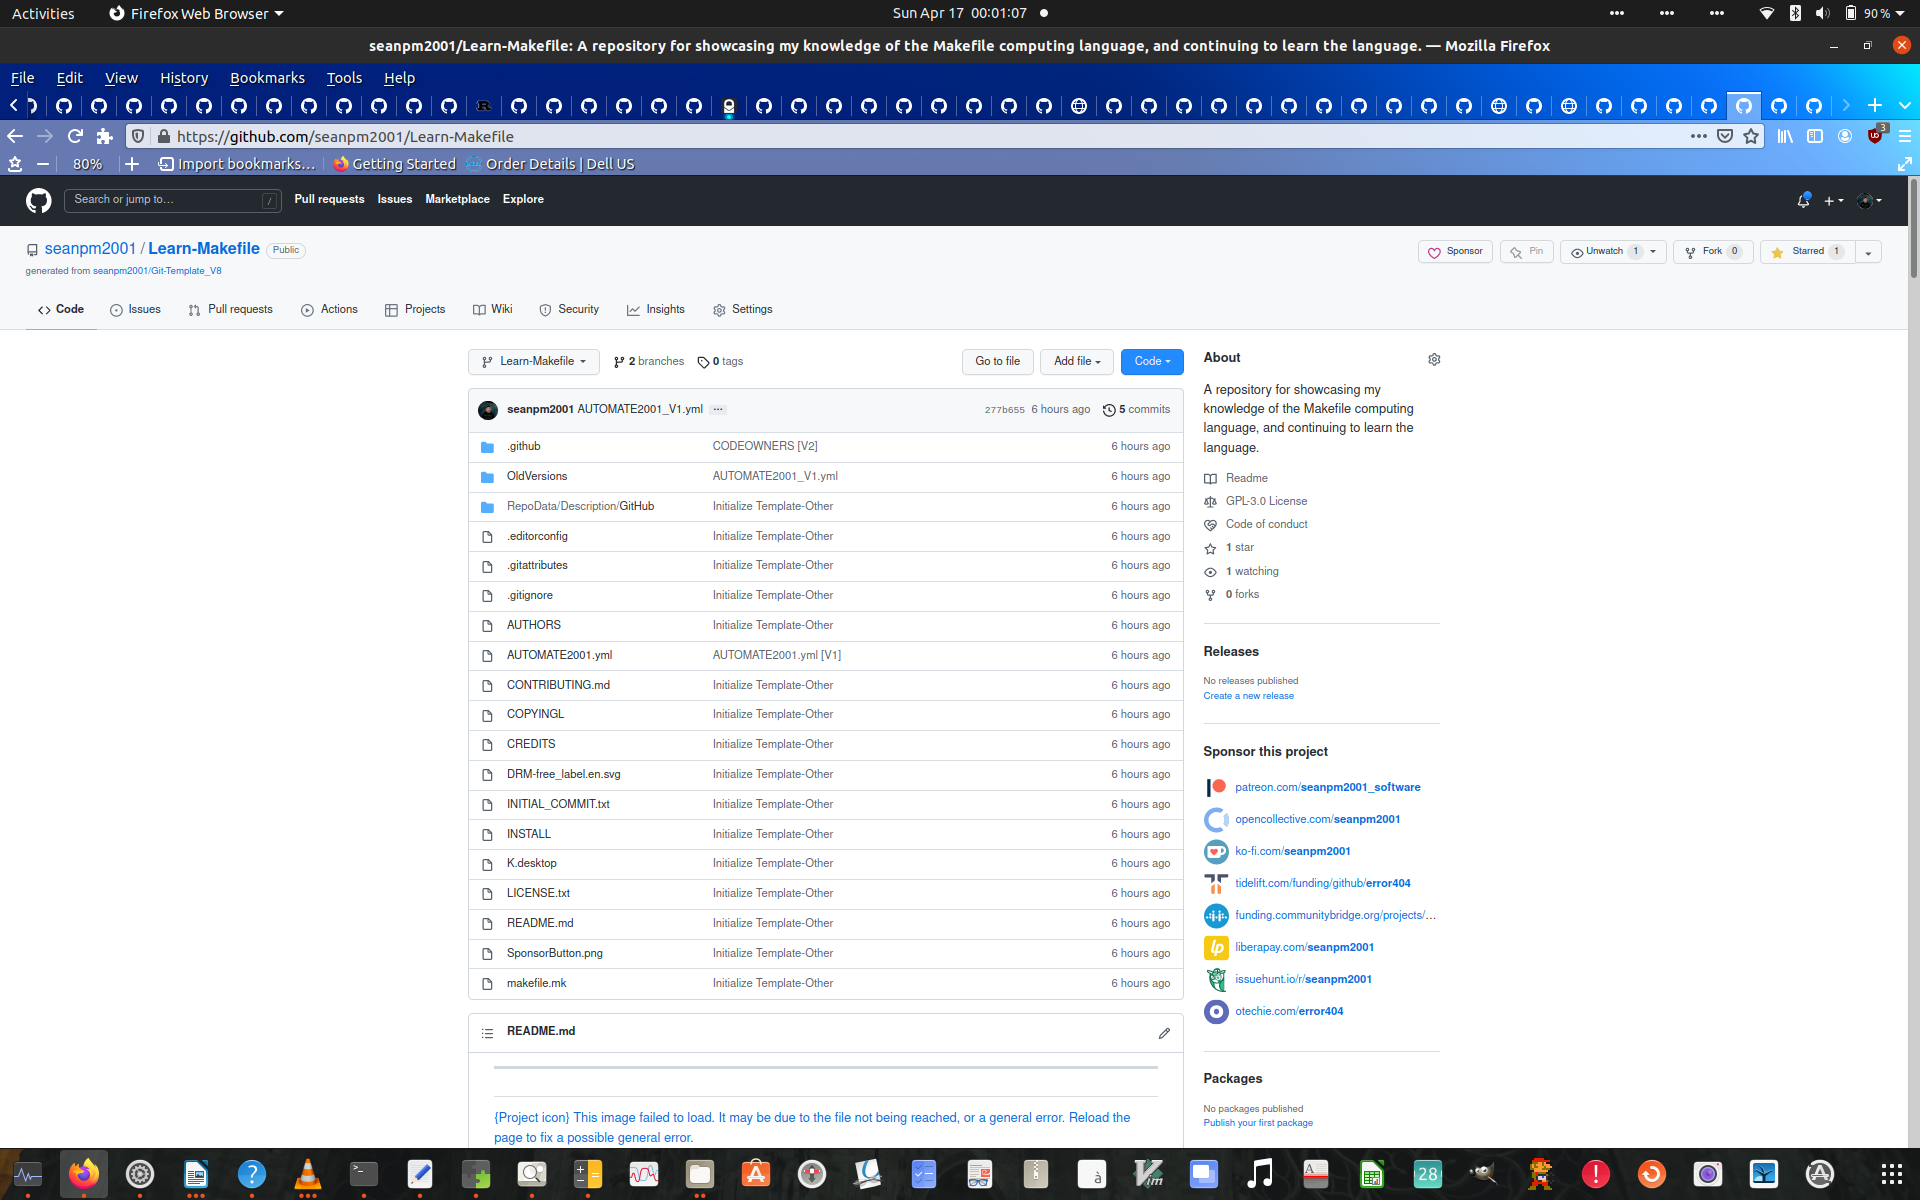 Activities
Firefox Web Browser
Sun Apr 17 00:01:07
90 %
seanpm2001/Learn-Makefile: A repository for showcasing my knowledge of the Makefile computing language, and continuing to learn the language. — Mozilla Firefox
File Edit View History Bookmarks Tools Help
https://github.com/seanpm2001/Learn-Makefile
3
80%
Import bookmarks...
Getting Started
Order Details | Dell US
Search or jump to...
/
Pull requests
Issues
Marketplace
Explore
seanpm2001 / Learn-Makefile
Public
generated from seanpm2001/Git-Template_V8
Sponsor
Pin
Unwatch 1
Fork 0
Starred 1
Code
Issues
Pull requests
Actions
Projects
Wiki
Security
Insights
Settings
Learn-Makefile
2 branches
0 tags
Go to file
Add file
Code
seanpm2001 AUTOMATE2001_V1.yml ...
277b655 6 hours ago
5 commits
.github CODEOWNERS [V2] 6 hours ago
OldVersions AUTOMATE2001_V1.yml 6 hours ago
RepoData/Description/GitHub Initialize Template-Other 6 hours ago
.editorconfig Initialize Template-Other 6 hours ago
.gitattributes Initialize Template-Other 6 hours ago
.gitignore Initialize Template-Other 6 hours ago
AUTHORS Initialize Template-Other 6 hours ago
AUTOMATE2001.yml AUTOMATE2001.yml [V1] 6 hours ago
CONTRIBUTING.md Initialize Template-Other 6 hours ago
COPYINGL Initialize Template-Other 6 hours ago
CREDITS Initialize Template-Other 6 hours ago
DRM-free_label.en.svg Initialize Template-Other 6 hours ago
INITIAL_COMMIT.txt Initialize Template-Other 6 hours ago
INSTALL Initialize Template-Other 6 hours ago
K.desktop Initialize Template-Other 6 hours ago
LICENSE.txt Initialize Template-Other 6 hours ago
README.md Initialize Template-Other 6 hours ago
SponsorButton.png Initialize Template-Other 6 hours ago
makefile.mk Initialize Template-Other 6 hours ago
README.md
{Project icon} This image failed to load. It may be due to the file not being reached, or a general error. Reload the
page to fix a possible general error.
About
A repository for showcasing my
knowledge of the Makefile computing
language, and continuing to learn the
language.
Readme
GPL-3.0 License
Code of conduct
1 star
1 watching
0 forks
Releases
No releases published
Create a new release
Sponsor this project
patreon.com/seanpm2001_software
opencollective.com/seanpm2001
ko-fi.com/seanpm2001
tidelift.com/funding/github/error404
funding.communitybridge.org/projects/...
lp
liberapay.com/seanpm2001
issuehunt.io/r/seanpm2001
otechie.com/error404
Packages
No packages published
Publish your first package
28